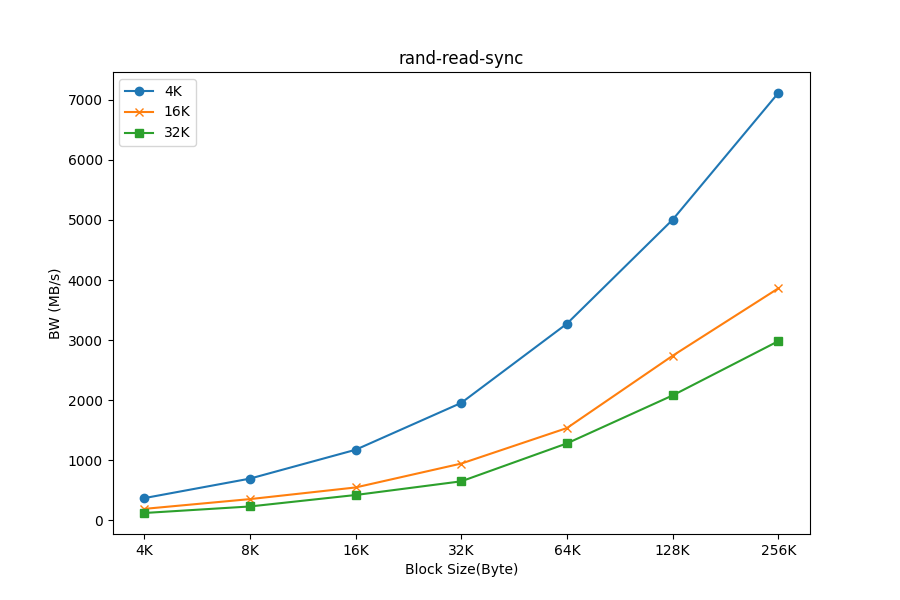 rand-read-sync
4K
16K
32K
7000
6000
5000
4000
3000
2000
1000
0
BW (MB/s)
4K 8K 16K 32K 64K 128K 256K
Block Size(Byte)